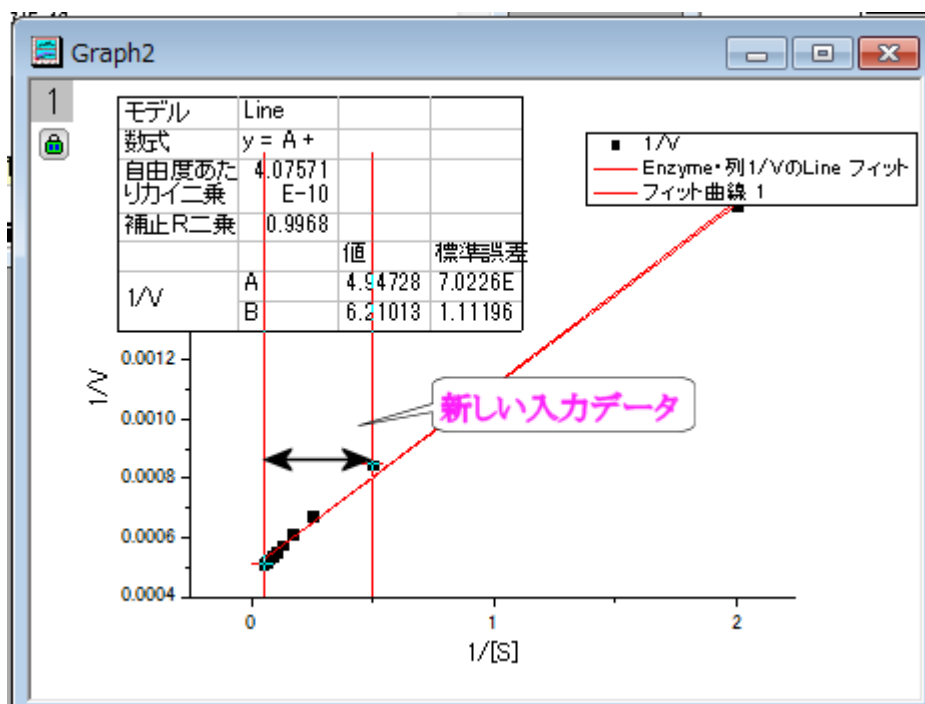 Graph2
1
モデル Line
数式 y = A +
自由度あた 4.07571
りカイ二乗 E-10
補正R二乗 0.9968
値 標準誤差
1/V A 4.94728 7.0226E
B 6.21013 1.11196
1/V
Enzyme・列1/VのLine フィット
フィット曲線 1
0.0012
0.0010
0.0008
0.0006
0.0004
1/V
新しい入力データ
0 1 2
1/[S]